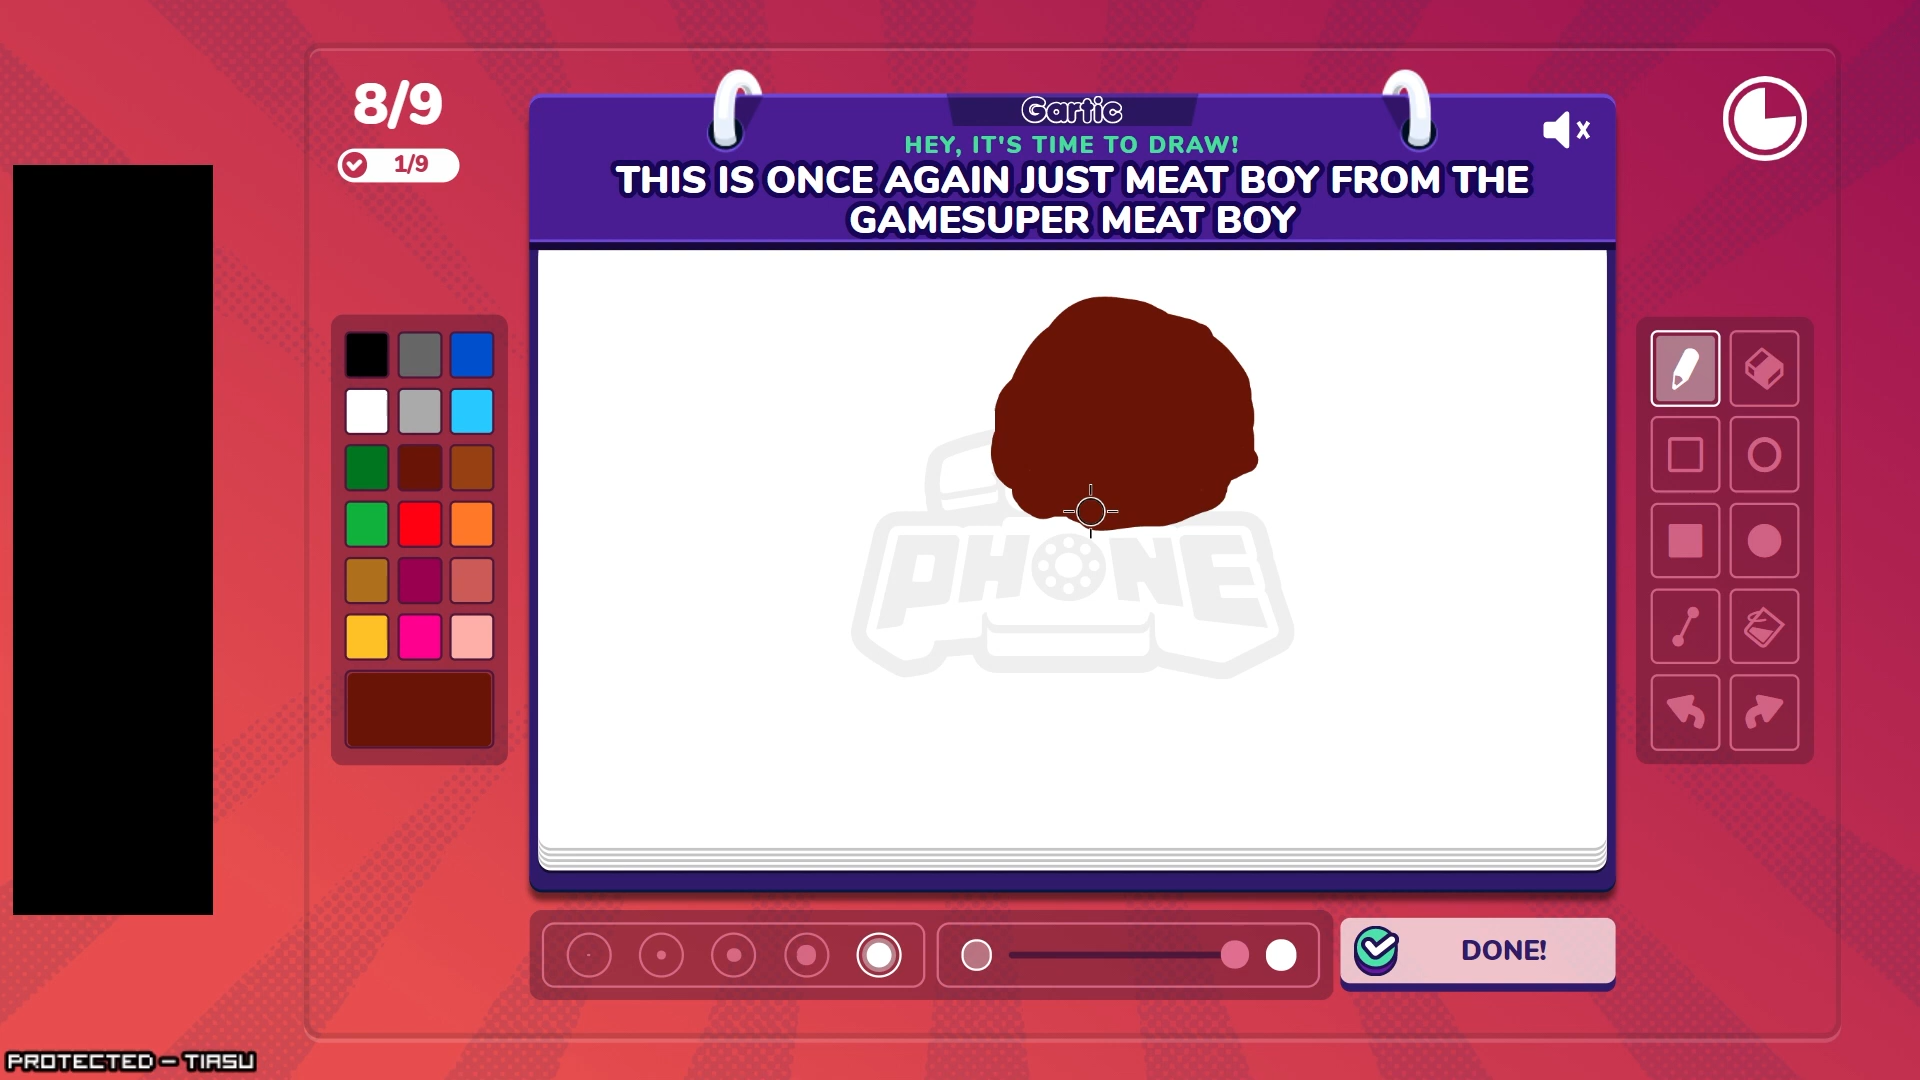 8/9
1/9
Gartic
HEY, IT'S TIME TO DRAW!
THIS IS ONCE AGAIN JUST MEAT BOY FROM THE
GAMESUPER MEAT BOY
PHONE
DONE!
PROTECTED - TIASU